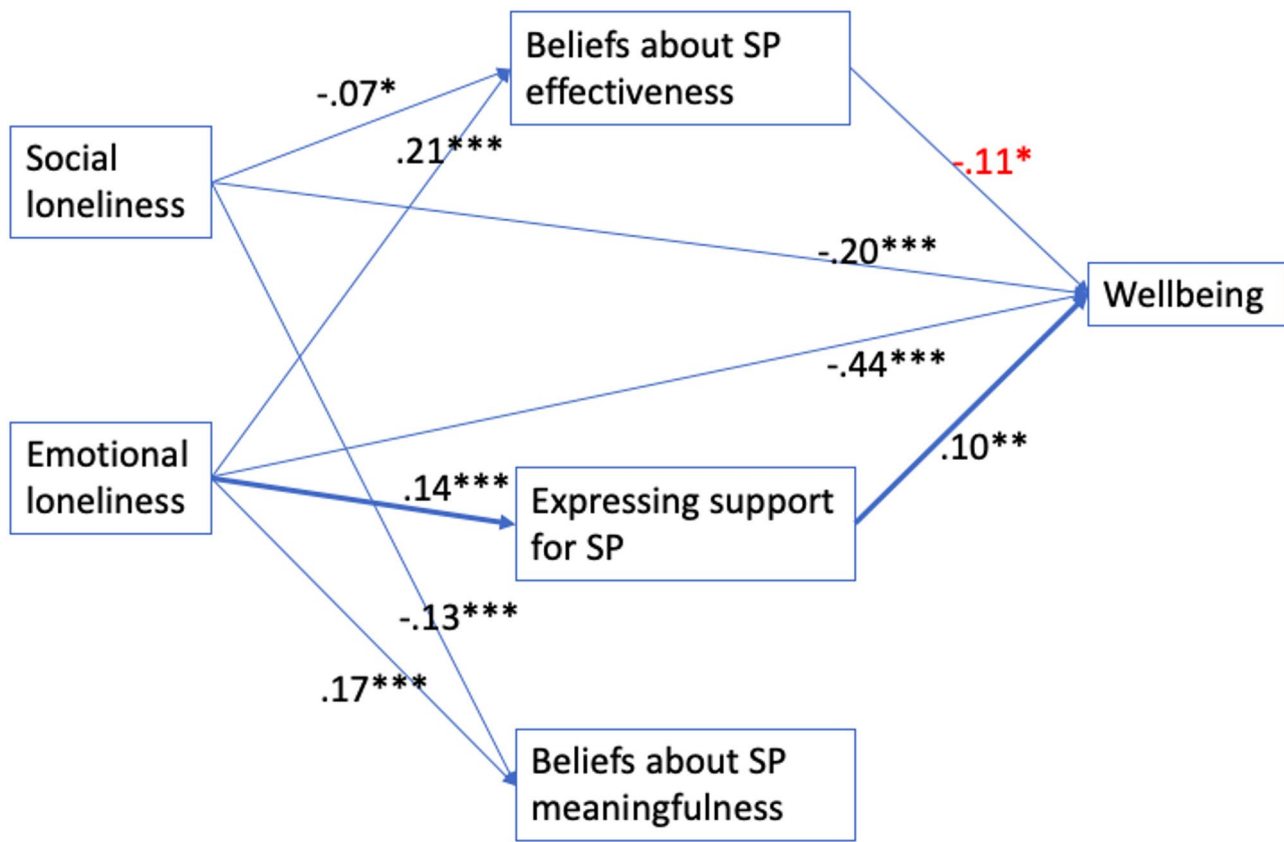 Beliefs about SP
effectiveness
-.07*
.21***
Social
loneliness
-.11*
-.20***
Wellbeing
-.44***
Emotional
loneliness
.14***
.10**
Expressing support
for SP
-.13***
.17***
Beliefs about SP
meaningfulness